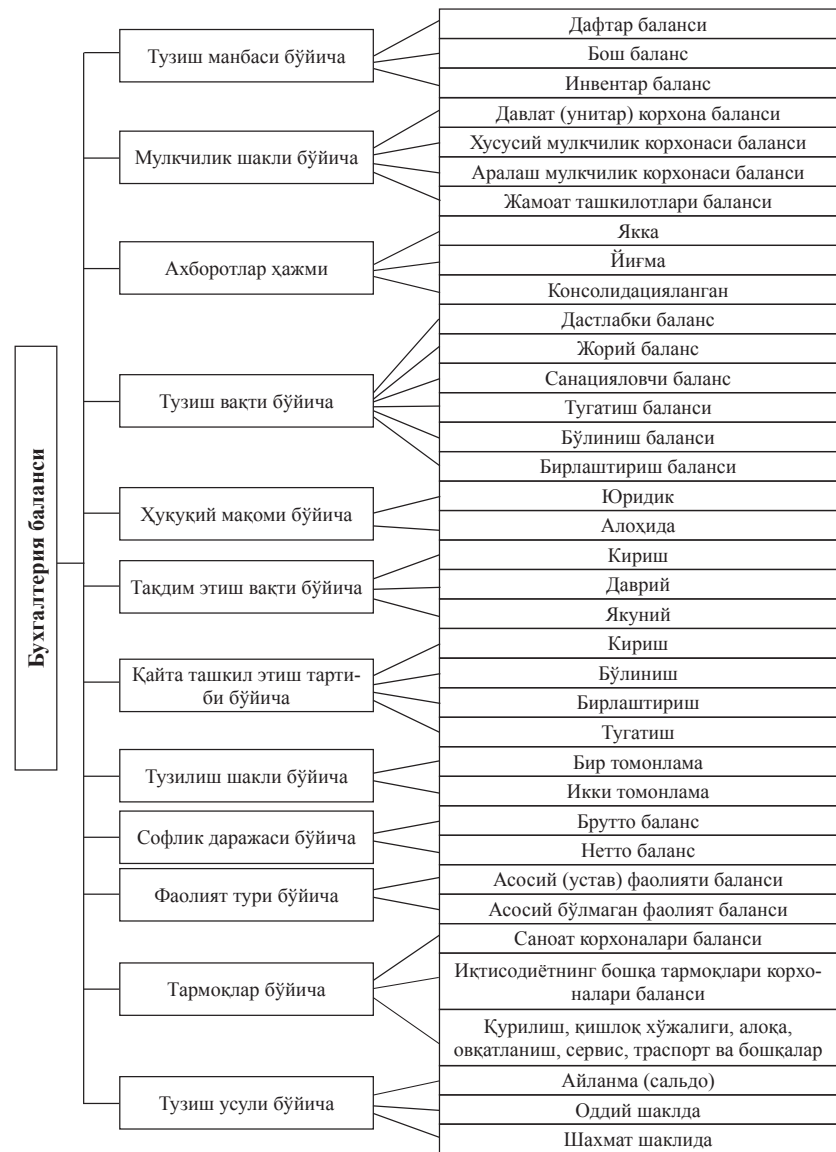 Бухгалтерия баланси
Тузиш манбаси бўйича
Дафтар баланси
Бош баланс
Инвентар баланс
Мулкчилик шакли бўйича
Давлат (унитар) корхона баланси
Хусусий мулкчилик корхонаси баланси
Аралаш мулкчилик корхонаси баланси
Жамоат ташкилотлари баланси
Ахборотлар ҳажми
Якка
Йиғма
Консолидацияланган
Тузиш вақти бўйича
Дастлабки баланс
Жорий баланс
Санацияловчи баланс
Тугатиш баланси
Бўлиниш баланси
Бирлаштириш баланси
Ҳуқуқий мақоми бўйича
Юридик
Алоҳида
Тақдим этиш вақти бўйича
Кириш
Даврий
Якуний
Қайта ташкил этиш тарти-
би бўйича
Кириш
Бўлиниш
Бирлаштириш
Тугатиш
Тузилиш шакли бўйича
Бир томонлама
Икки томонлама
Софлик даражаси бўйича
Брутто баланс
Нетто баланс
Фаолият тури бўйича
Асосий (устав) фаолияти баланси
Асосий бўлмаган фаолият баланси
Тармоқлар бўйича
Саноат корхоналари баланси
Иқтисодиётнинг бошқа тармоқлари корхо-
налари баланси
Қурилиш, қишлоқ хўжалиги, алоқа,
овқатланиш, сервис, траспорт ва бошқалар
Тузиш усули бўйича
Айланма (сальдо)
Оддий шаклда
Шахмат шаклида